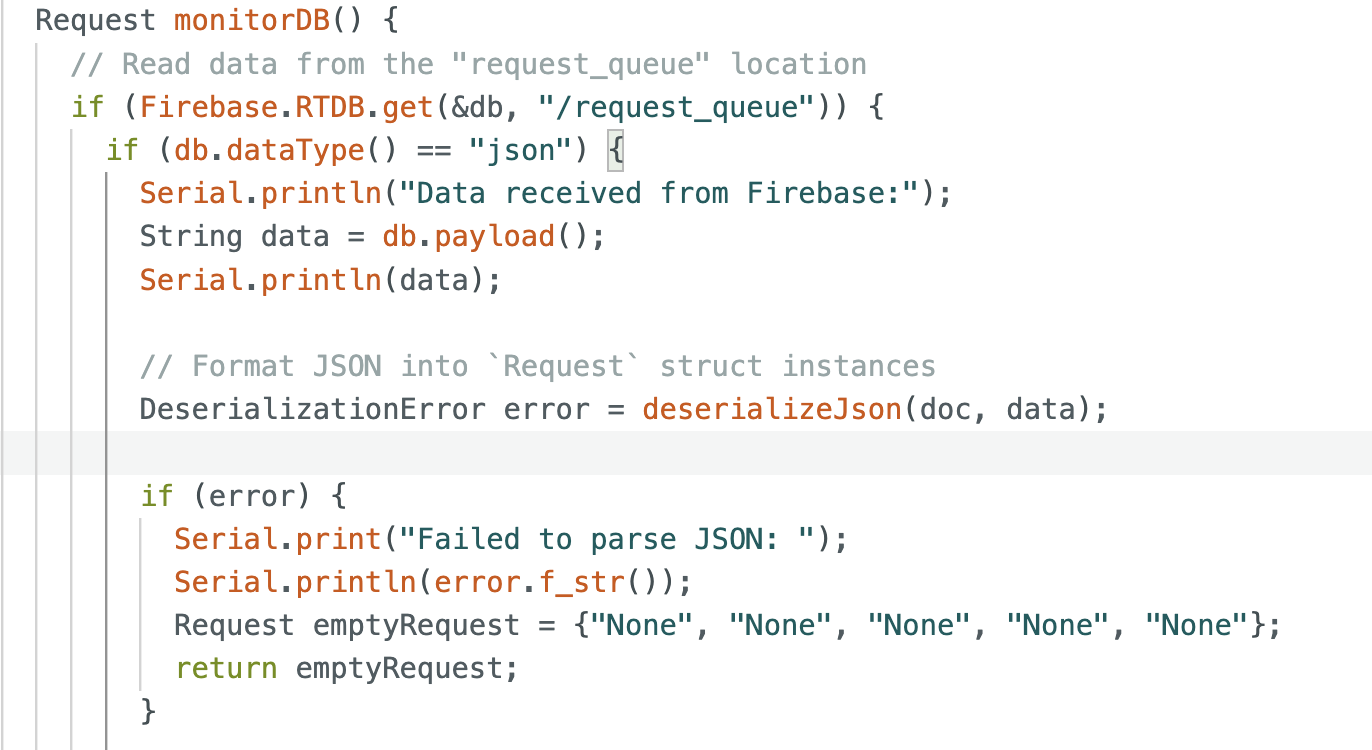 Request monitorDB() {
// Read data from the "request_queue" location
if (Firebase.RTDB.get(&db, "/request_queue")) {
if (db.dataType() == "json") {
Serial.println("Data received from Firebase:");
String data = db.payload();
Serial.println(data);
// Format JSON into `Request` struct instances
DeserializationError error = deserializeJson(doc, data);
if (error) {
Serial.print("Failed to parse JSON: ");
Serial.println(error.f_str());
Request emptyRequest = {"None", "None", "None", "None", "None"};
return emptyRequest;
}